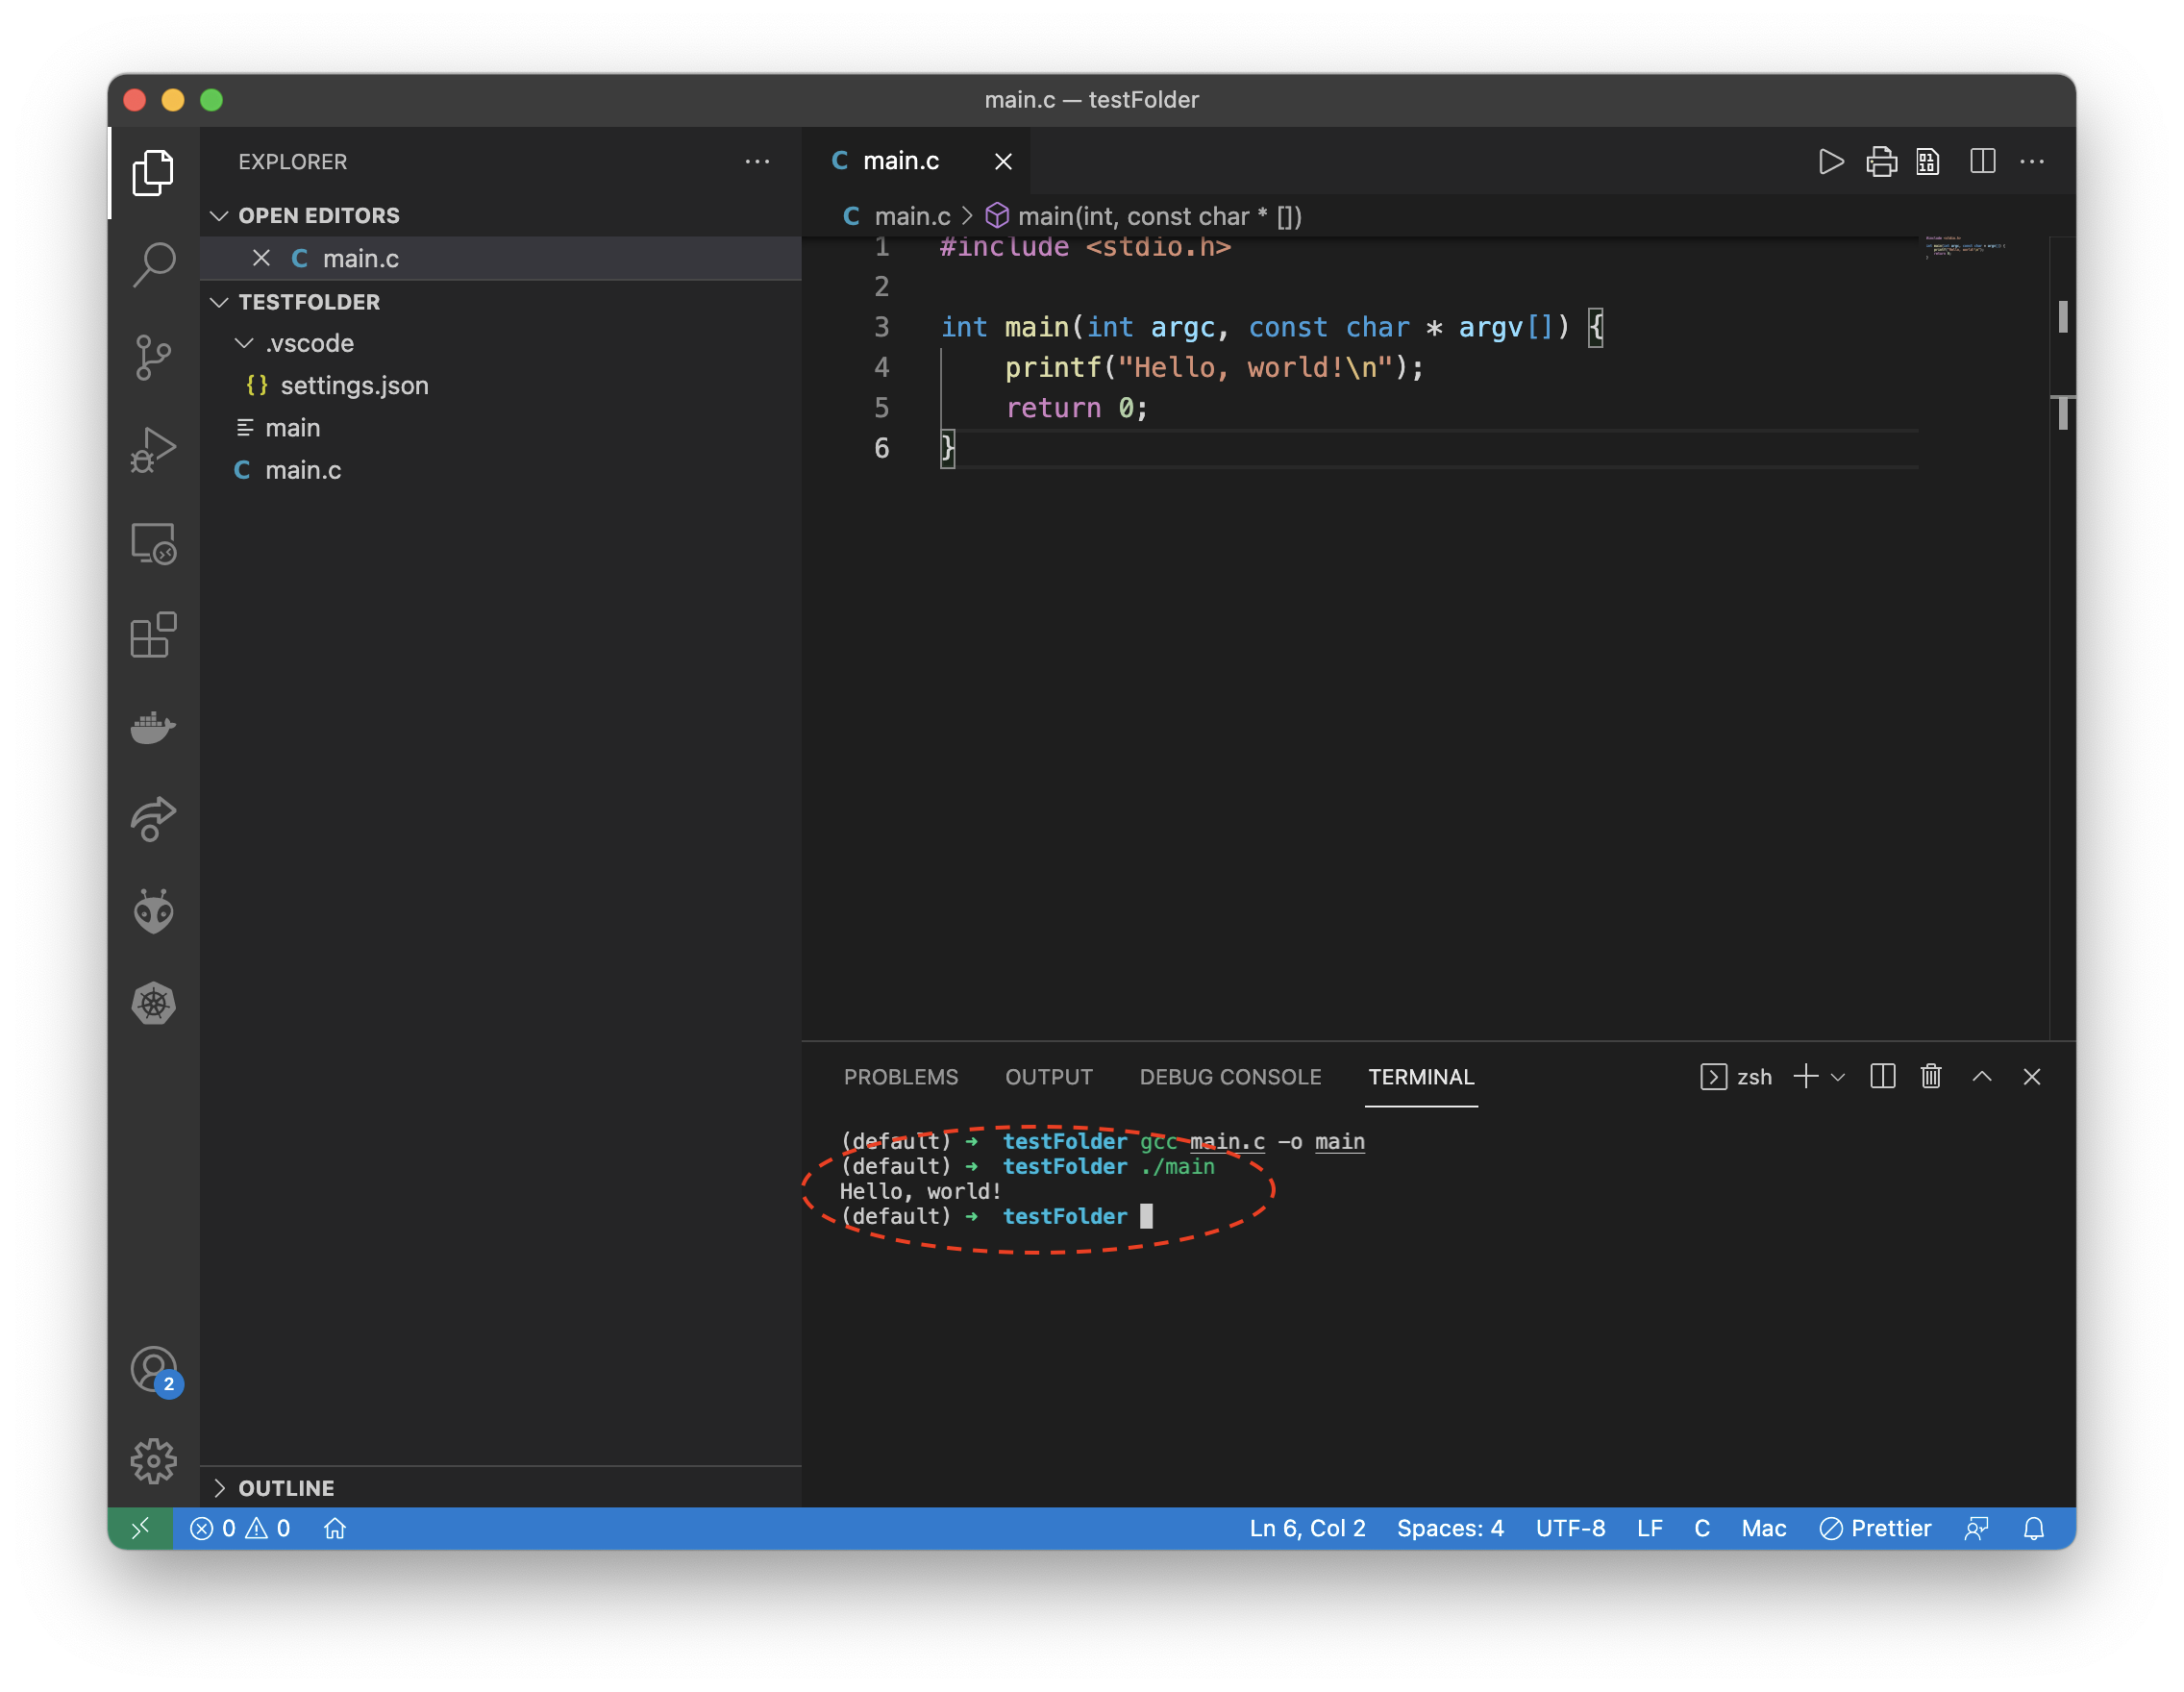 main.c — testFolder
EXPLORER
OPEN EDITORS
C main.c
TESTFOLDER
.vscode
{} settings.json
main
C main.c
2
OUTLINE
C main.c
C main.c > main(int, const char * [])
1 #include <stdio.h>
2
3 int main(int argc, const char * argv[]) {
4 printf("Hello, world!\n");
5 return 0;
6 }
PROBLEMS OUTPUT DEBUG CONSOLE TERMINAL zsh
(default) ➜ testFolder gcc main.c -o main
(default) ➜ testFolder ./main
Hello, world!
(default) ➜ testFolder
0 0 Ln 6, Col 2 Spaces: 4 UTF-8 LF C Mac Prettier